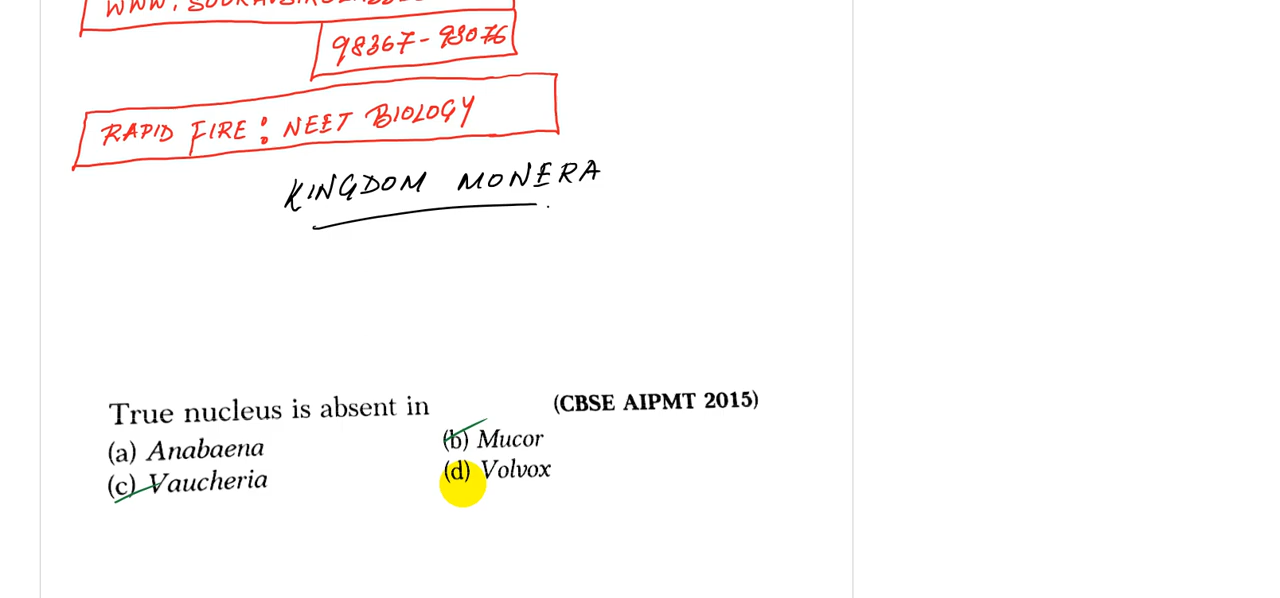 98367-93076
RAPID FIRE: NEET BIOLOGY
KINGDOM MONERA
True nucleus is absent in (CBSE AIPMT 2015)
(a) Anabaena (b) Mucor
(c) Vaucheria (d) Volvox